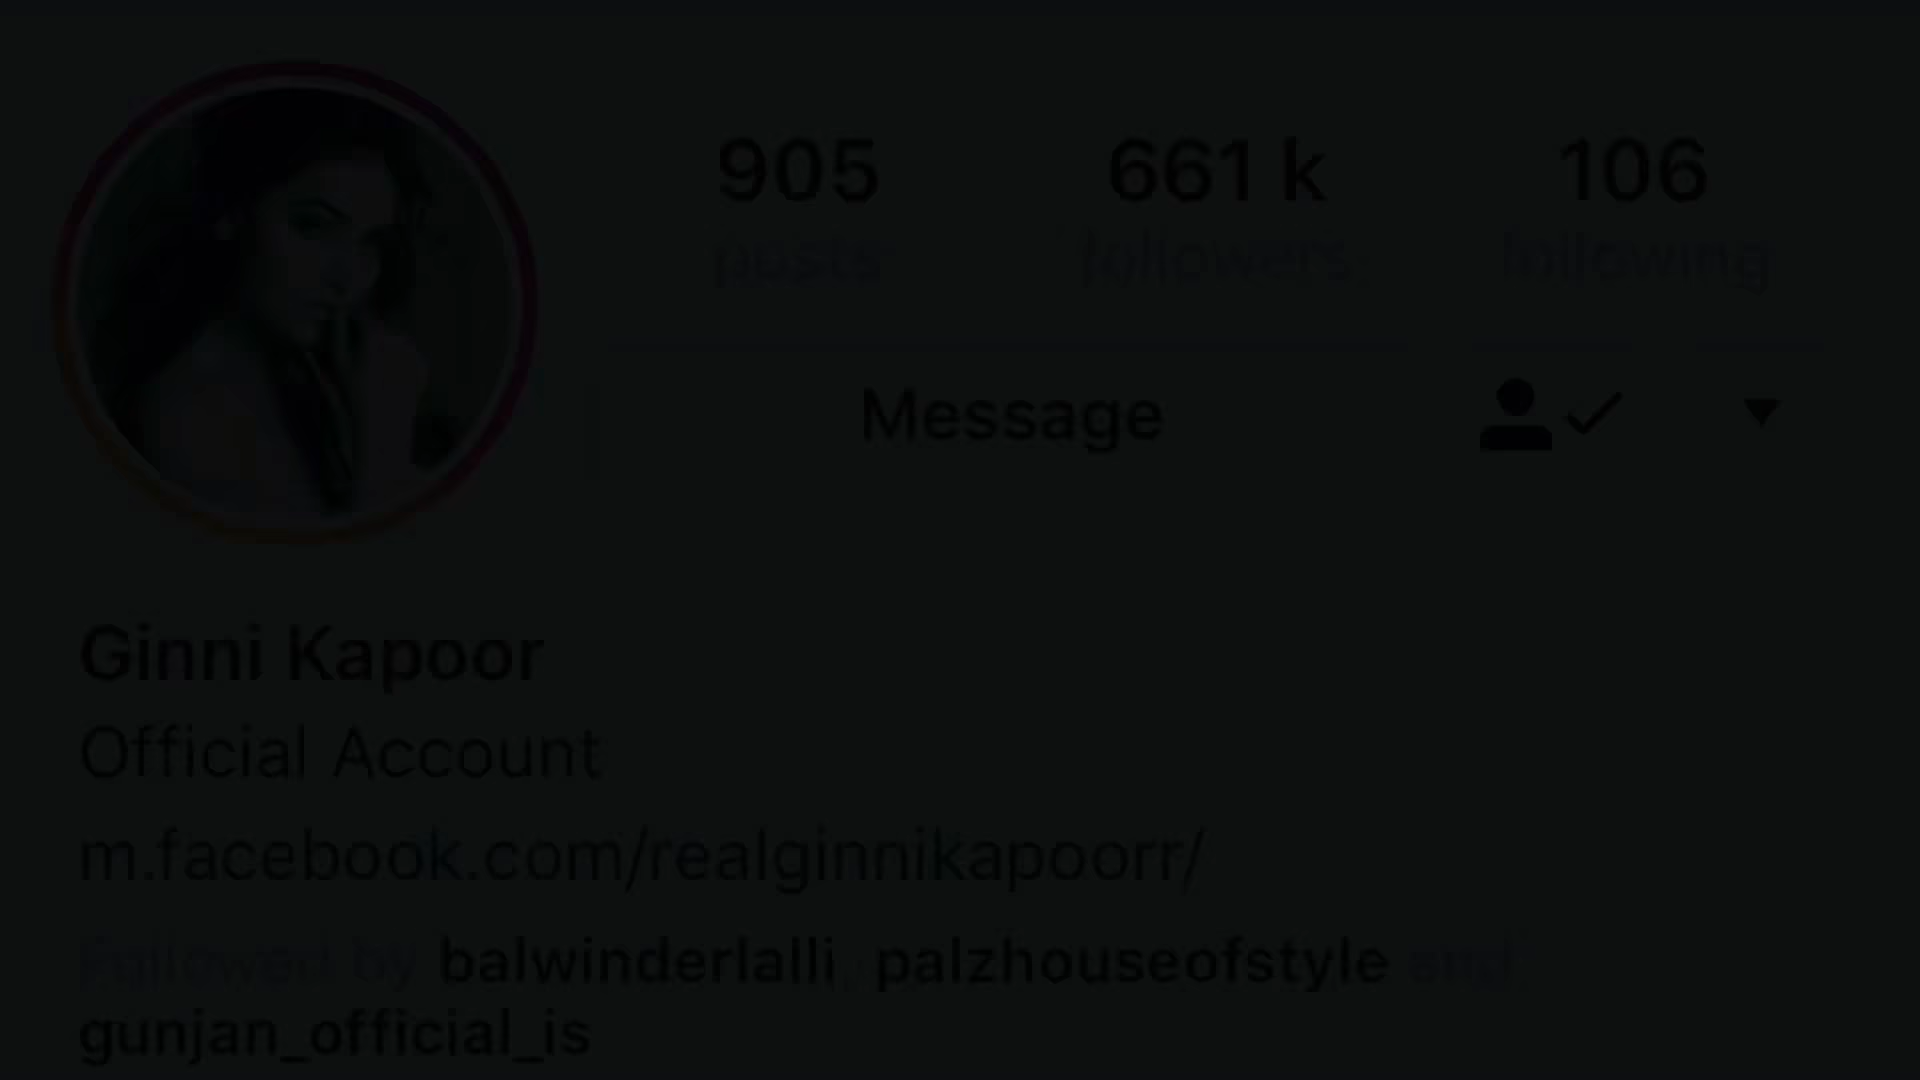 905 661 k 106
posts followers following
Message
Ginni Kapoor
Official Account
m.facebook.com/realginnikapoorr/
Followed by balwinderlalli, palzhouseofstyle and
gunjan_official_is